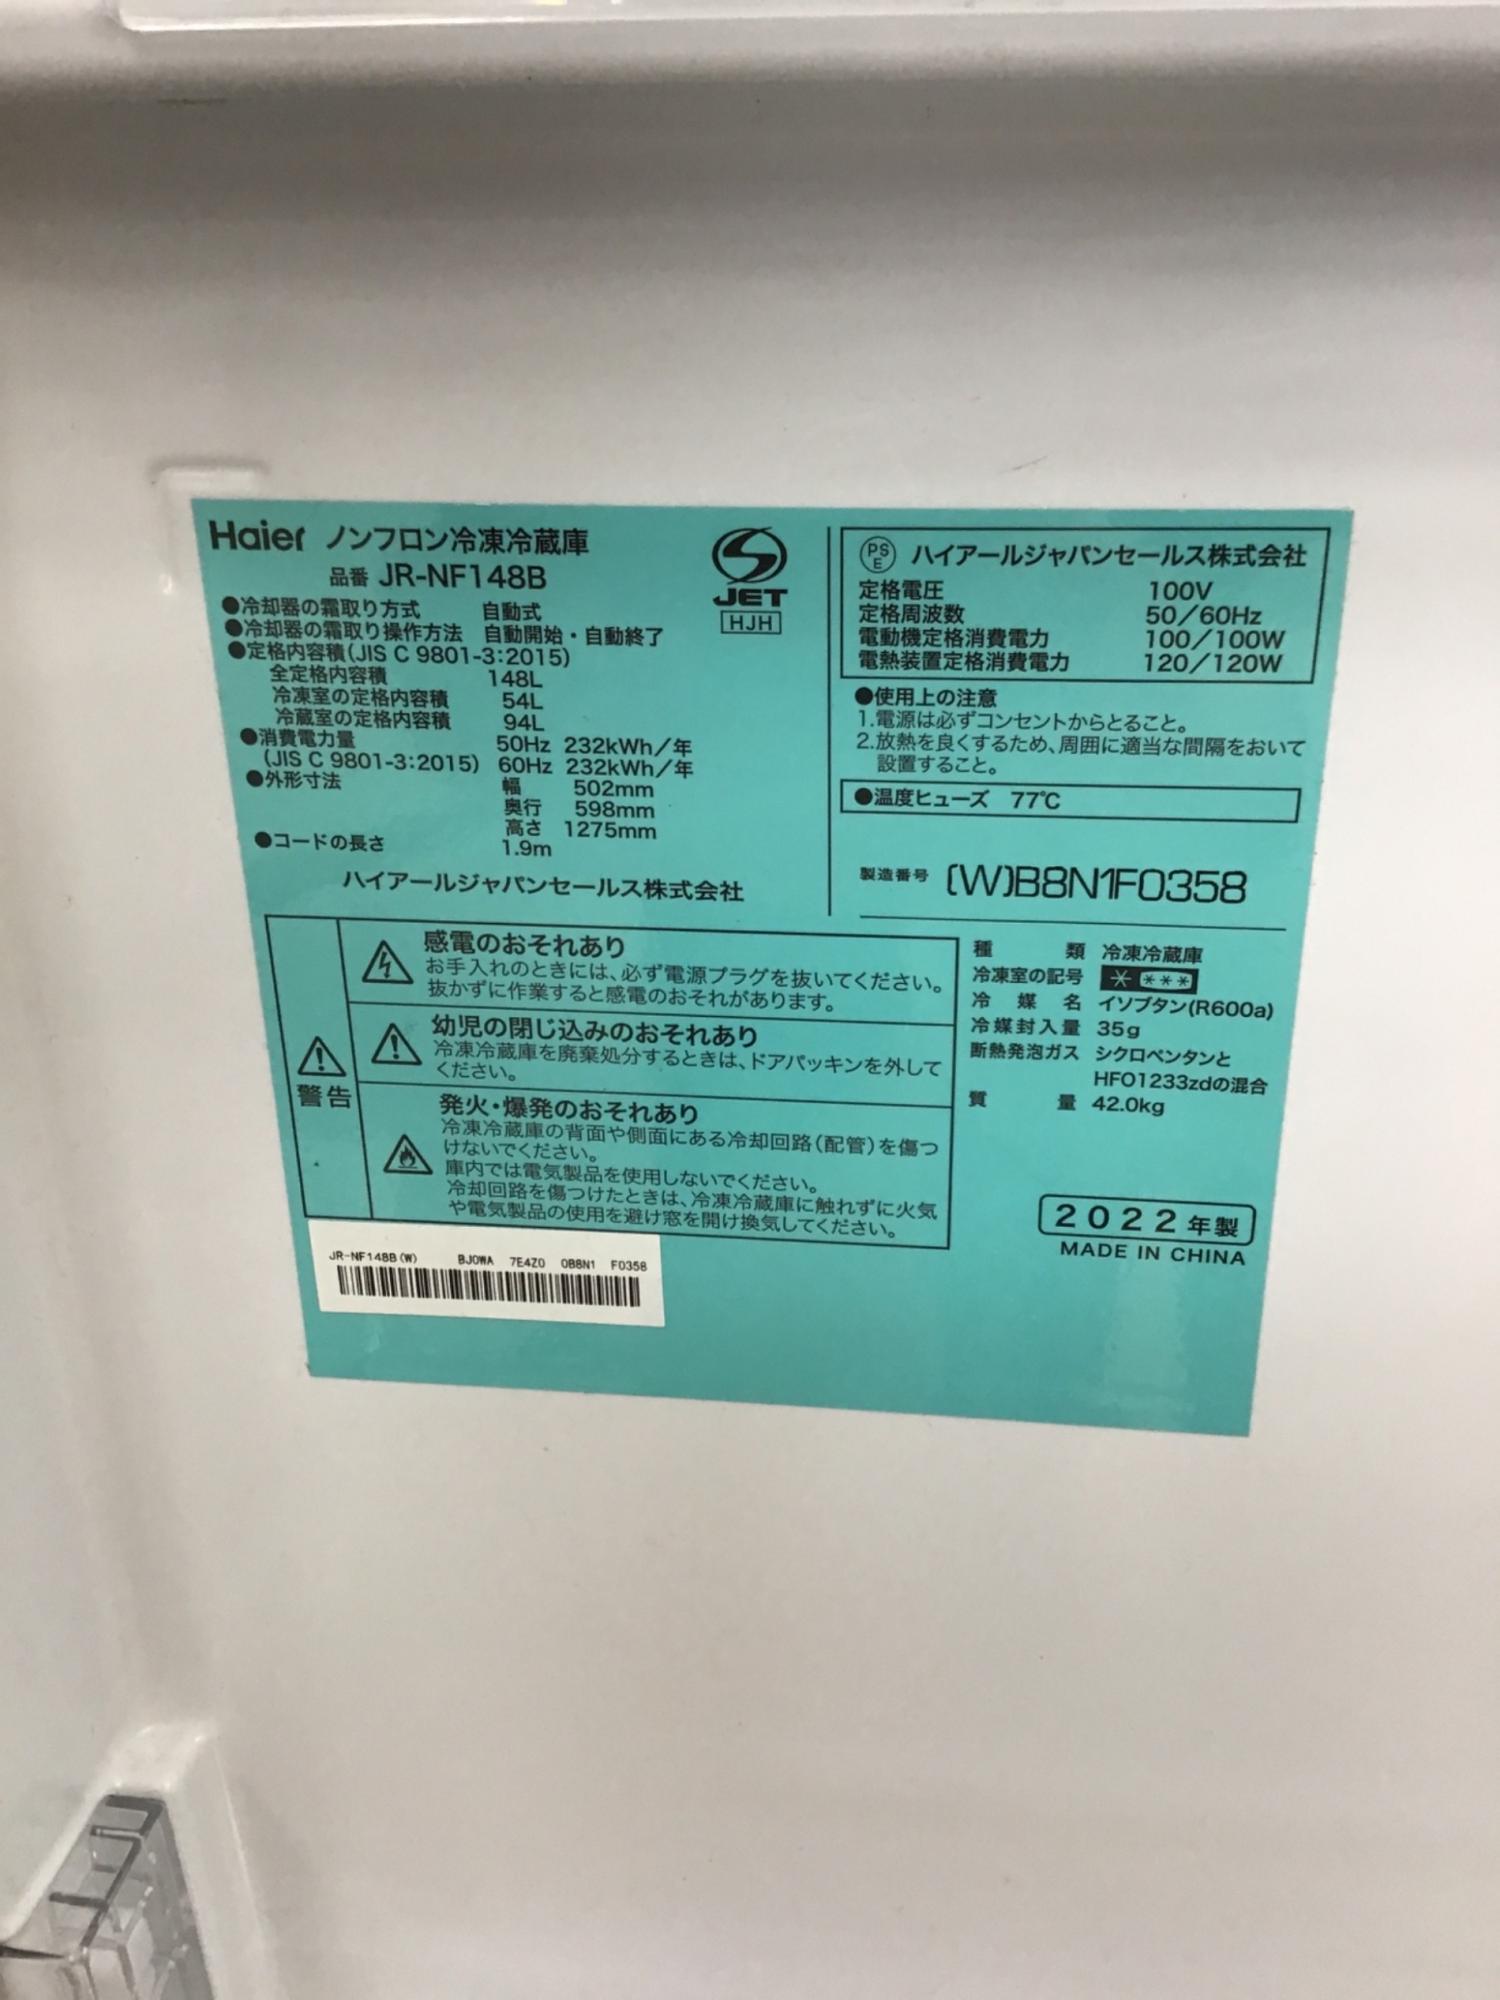 Haier ノンフロン冷凍冷蔵庫
品番 JR-NF148B
●冷却器の霜取り方式 自動式
●冷却器の霜取り操作方法 自動開始・自動終了
●定格内容積(JIS C 9801-3:2015)
全定格内容積 148L
冷凍室の定格内容積 54L
冷蔵室の定格内容積 94L
●消費電力量 50Hz 232kWh/年
(JIS C 9801-3:2015) 60Hz 232kWh/年
●外形寸法 幅 502mm
奥行 598mm
高さ 1275mm
●コードの長さ 1.9m
ハイアールジャパンセールス株式会社
JET
HJH
PS
E
ハイアールジャパンセールス株式会社
定格電圧 100V
定格周波数 50/60Hz
電動機定格消費電力 100/100W
電熱装置定格消費電力 120/120W
●使用上の注意
1.電源は必ずコンセントからとること。
2.放熱を良くするため、周囲に適当な間隔をおいて
設置すること。
●温度ヒューズ 77℃
製造番号 (W)B8N1F0358
警告
感電のおそれあり
お手入れのときには、必ず電源プラグを抜いてください。
抜かずに作業すると感電のおそれがあります。
幼児の閉じ込みのおそれあり
冷凍冷蔵庫を廃棄処分するときは、ドアパッキンを外して
ください。
発火・爆発のおそれあり
冷凍冷蔵庫の背面や側面にある冷却回路(配管)を傷つ
けないでください。
庫内では電気製品を使用しないでください。
冷却回路を傷つけたときは、冷凍冷蔵庫に触れずに火気
や電気製品の使用を避け窓を開け換気してください。
種類 冷凍冷蔵庫
冷凍室の記号 * ***
冷媒名 イソブタン(R600a)
冷媒封入量 35g
断熱発泡ガス シクロペンタンと
HFO1233zdの混合
質量 42.0kg
2022年製
MADE IN CHINA
JR-NF148B(W) BJ0WA 7E4Z0 0B8N1 F0358